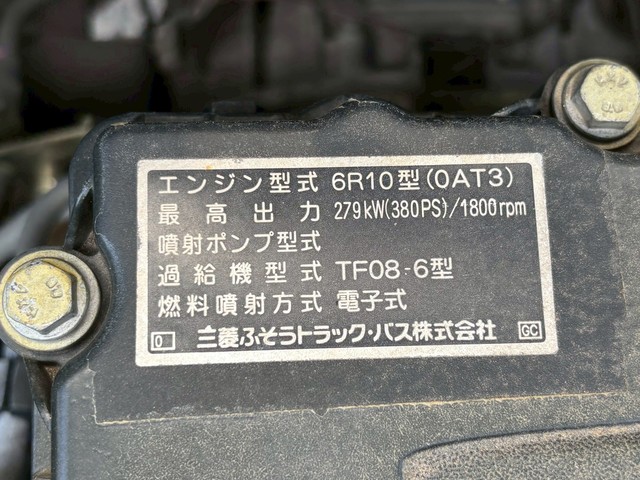 エンジン型式 6R10型(0AT3)
最高出力 279kW(380PS)/1800rpm
噴射ポンプ型式
過給機型式 TF08-6型
燃料噴射方式 電子式
0 三菱ふそうトラック・バス株式会社 GC